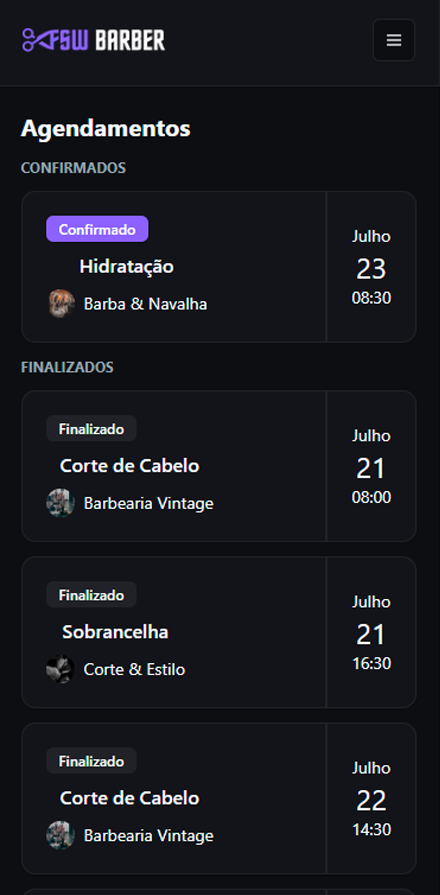 FSW BARBER
Agendamentos
CONFIRMADOS
Confirmado
Hidratação
Barba & Navalha
Julho
23
08:30
FINALIZADOS
Finalizado
Corte de Cabelo
Barbearia Vintage
Julho
21
08:00
Finalizado
Sobrancelha
Corte & Estilo
Julho
21
16:30
Finalizado
Corte de Cabelo
Barbearia Vintage
Julho
22
14:30